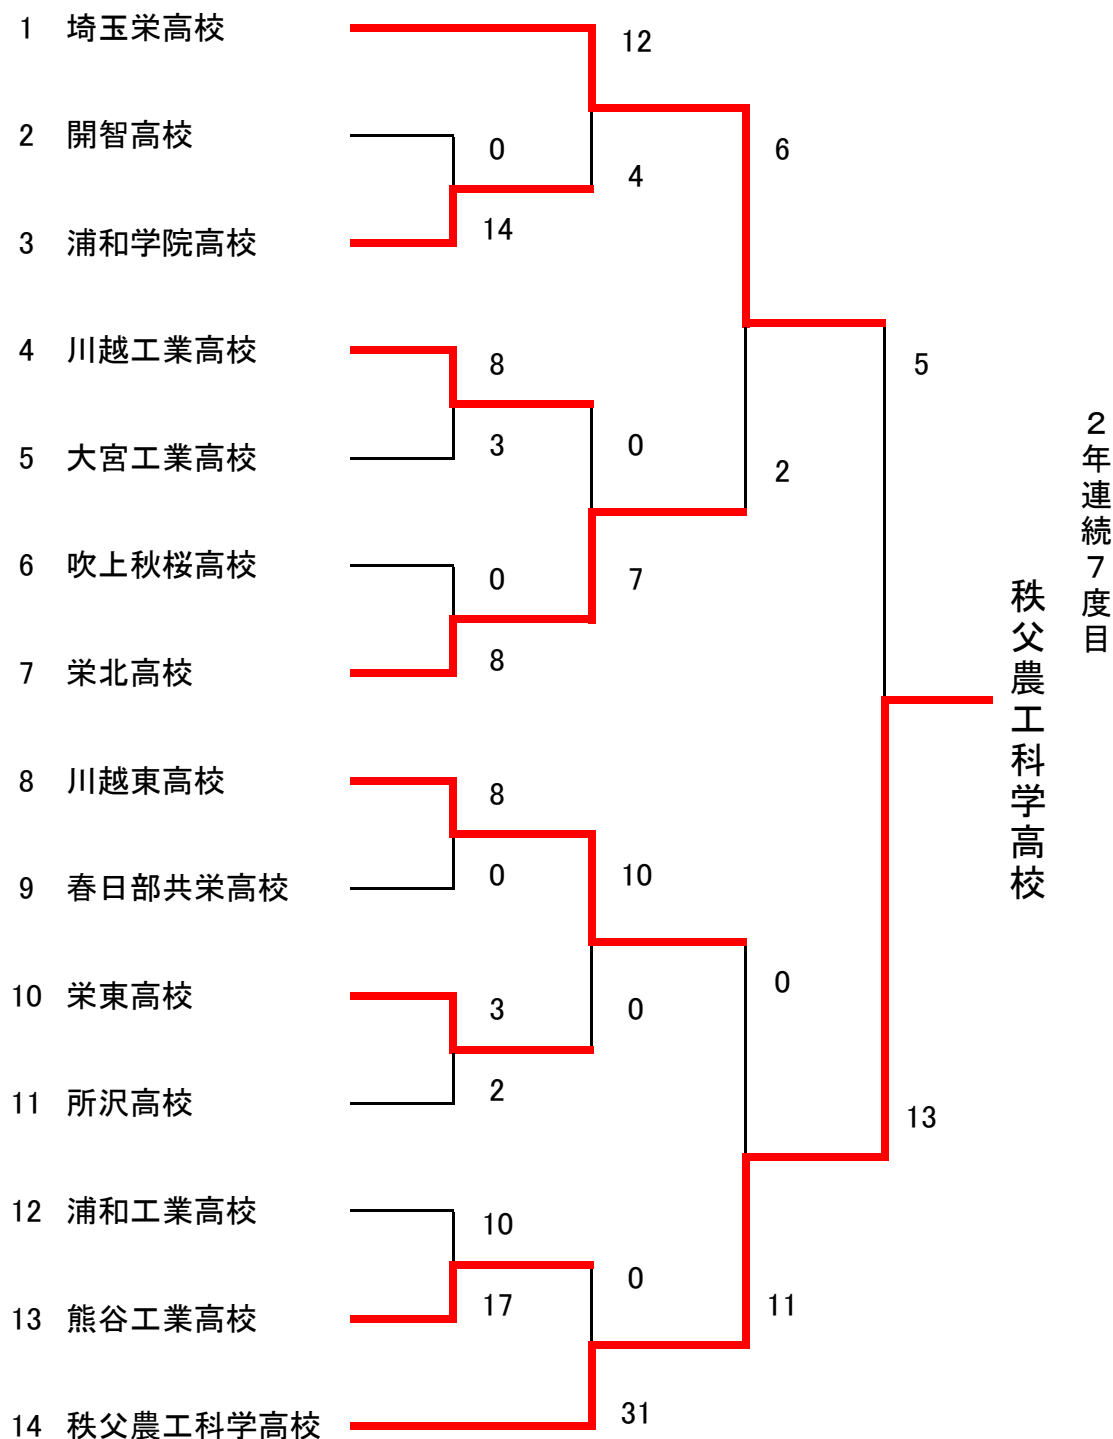 1 埼玉栄高校
12
2 開智高校
0
6
4
3 浦和学院高校
14
4 川越工業高校
8
5
5 大宮工業高校
3
0
2
6 吹上秋桜高校
0
7
7 栄北高校
8
8 川越東高校
8
9 春日部共栄高校
0
10
10 栄東高校
3
0
0
11 所沢高校
2
13
12 浦和工業高校
10
0
13 熊谷工業高校
17
11
14 秩父農工科学高校
31
2年連続7度目
秩父農工科学高校